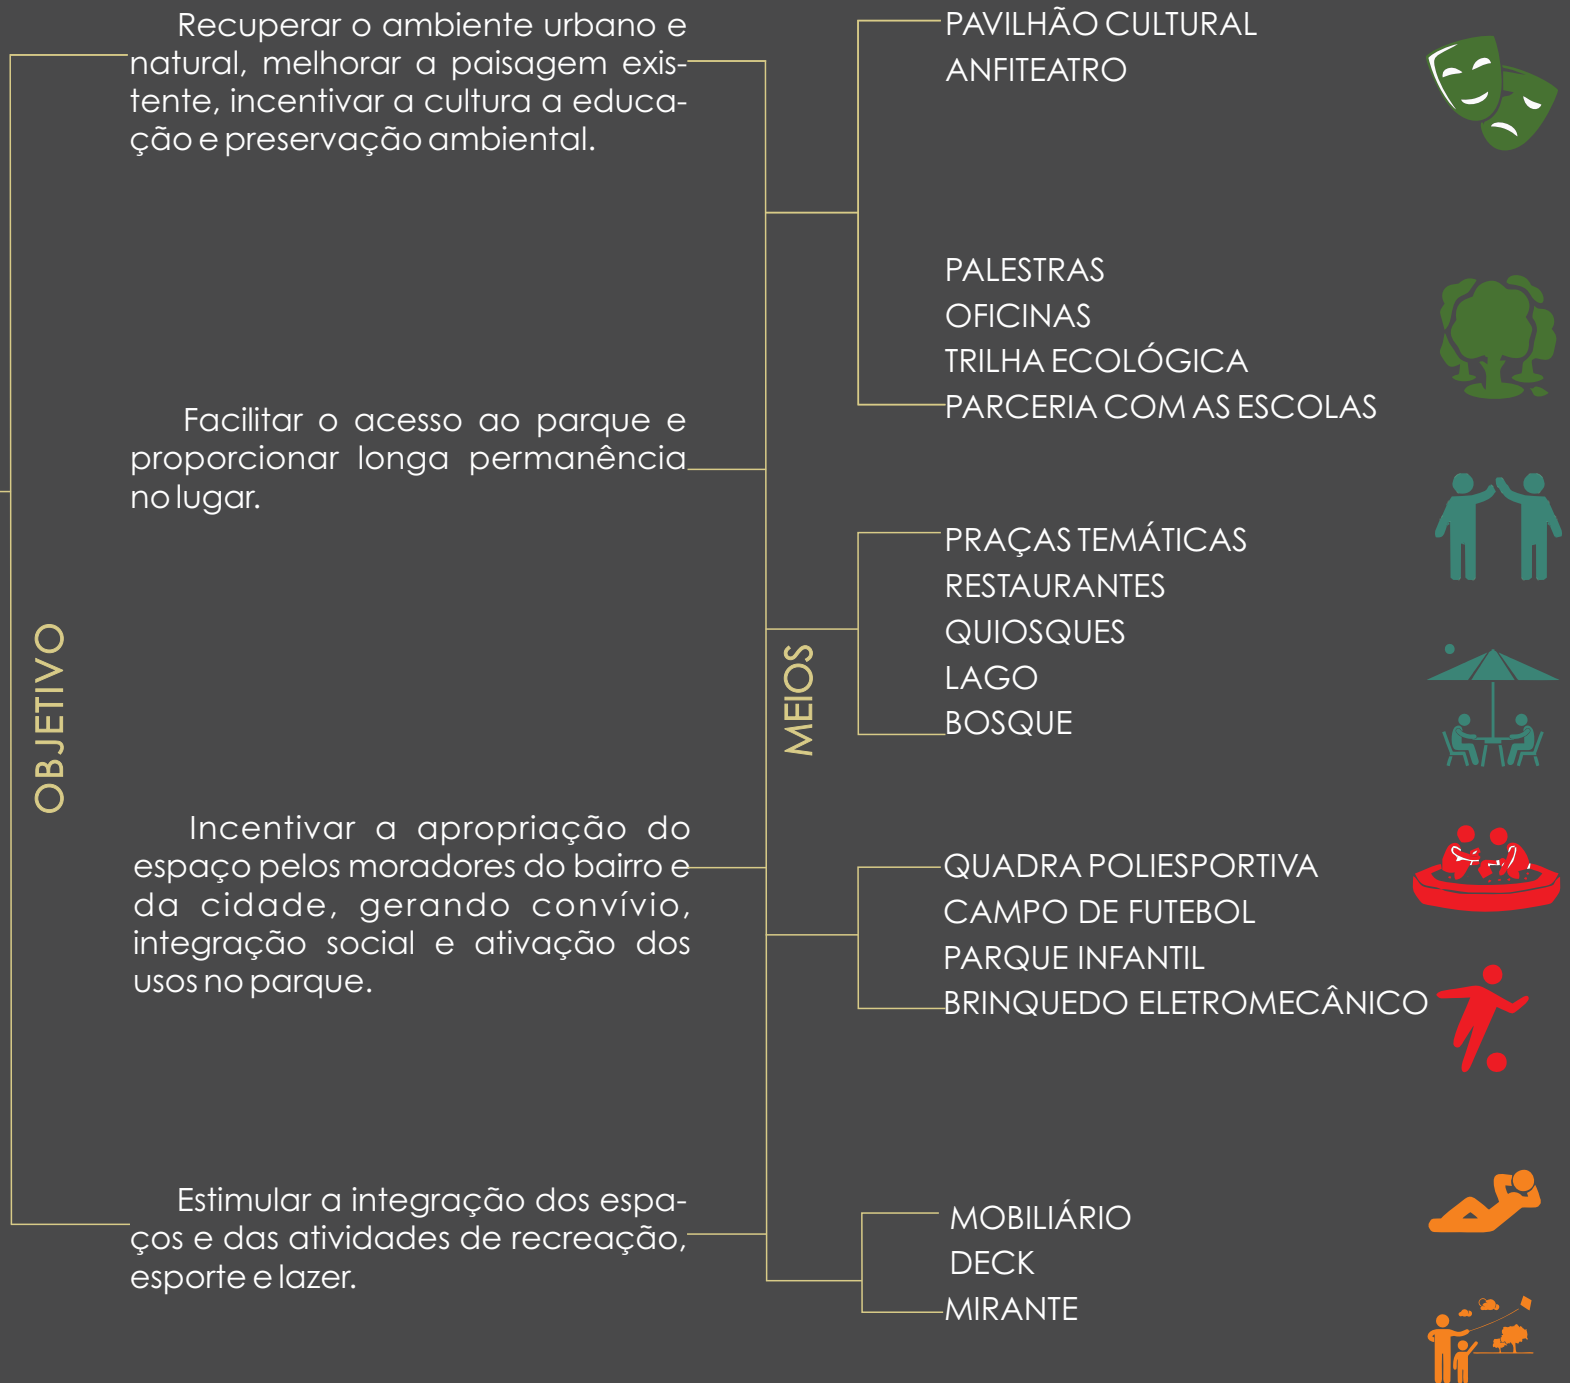 OBJETIVO
Recuperar o ambiente urbano e
natural, melhorar a paisagem exis-
tente, incentivar a cultura a educa-
ção e preservação ambiental.
Facilitar o acesso ao parque e
proporcionar longa permanência
no lugar.
Incentivar a apropriação do
espaço pelos moradores do bairro e
da cidade, gerando convívio,
integração social e ativação dos
usos no parque.
Estimular a integração dos espa-
ços e das atividades de recreação,
esporte e lazer.
MEIOS
PAVILHÃO CULTURAL
ANFITEATRO
PALESTRAS
OFICINAS
TRILHA ECOLÓGICA
PARCERIA COM AS ESCOLAS
PRAÇAS TEMÁTICAS
RESTAURANTES
QUIOSQUES
LAGO
BOSQUE
QUADRA POLIESPORTIVA
CAMPO DE FUTEBOL
PARQUE INFANTIL
BRINQUEDO ELETROMECÂNICO
MOBILIÁRIO
DECK
MIRANTE